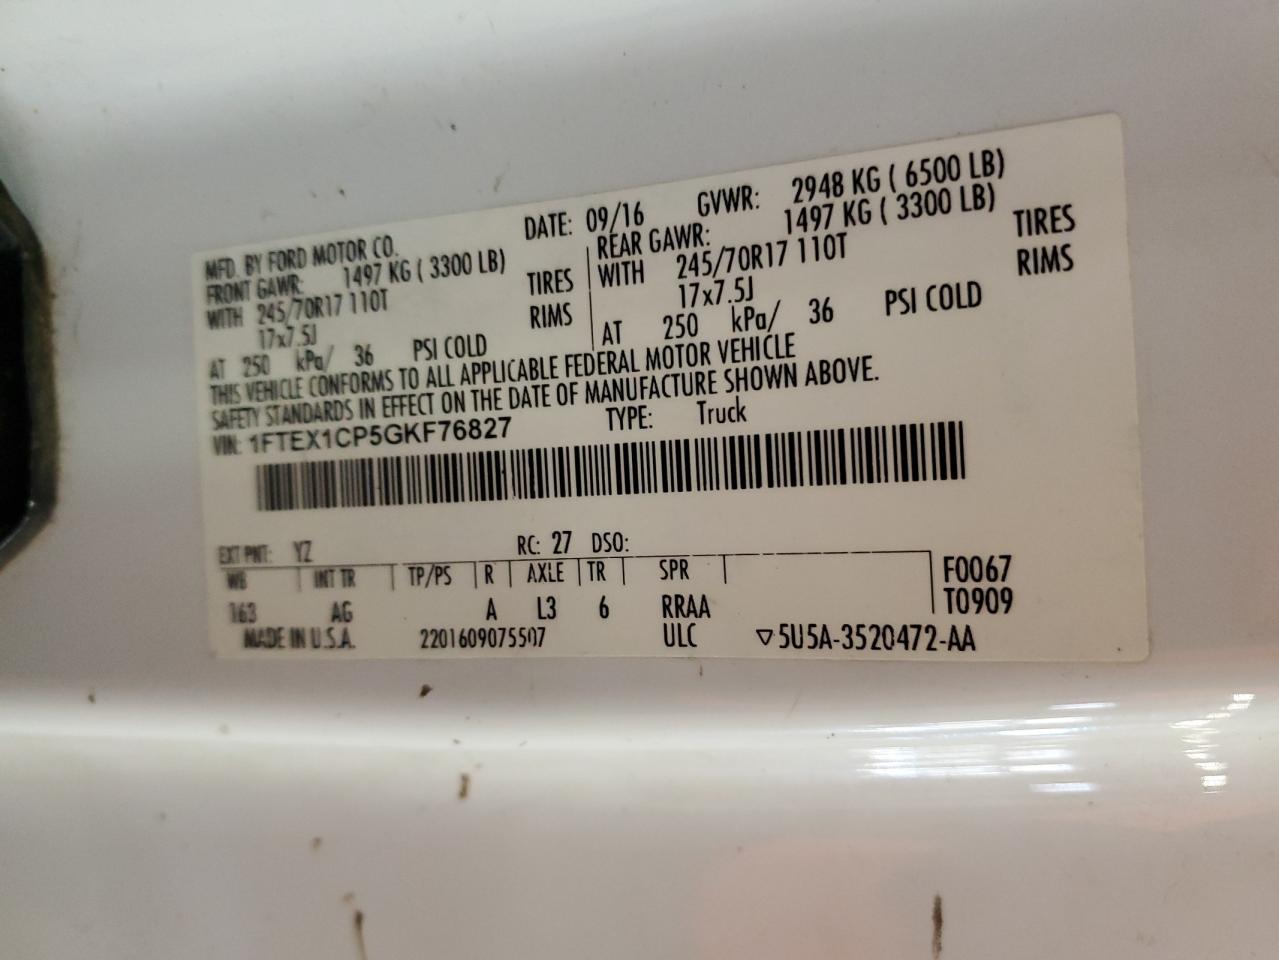 MFD. BY FORD MOTOR CO.
DATE: 09/16 GVWR: 2948 KG ( 6500 LB)
FRONT GAWR: 1497 KG ( 3300 LB) REAR GAWR: 1497 KG ( 3300 LB)
WITH 245/70R17 110T TIRES WITH 245/70R17 110T TIRES
17x7.5J RIMS 17x7.5J RIMS
AT 250 kPa/ 36 PSI COLD AT 250 kPa/ 36 PSI COLD
THIS VEHICLE CONFORMS TO ALL APPLICABLE FEDERAL MOTOR VEHICLE
SAFETY STANDARDS IN EFFECT ON THE DATE OF MANUFACTURE SHOWN ABOVE.
VIN: 1FTEX1CP5GKF76827 TYPE: Truck
EXT PNT: YZ RC: 27 DSO:
WB INT TR TP/PS R AXLE TR SPR F0067
163 AG A L3 6 RRAA T0909
MADE IN U.S.A. 2201609075507 ULC ▽5U5A-3520472-AA